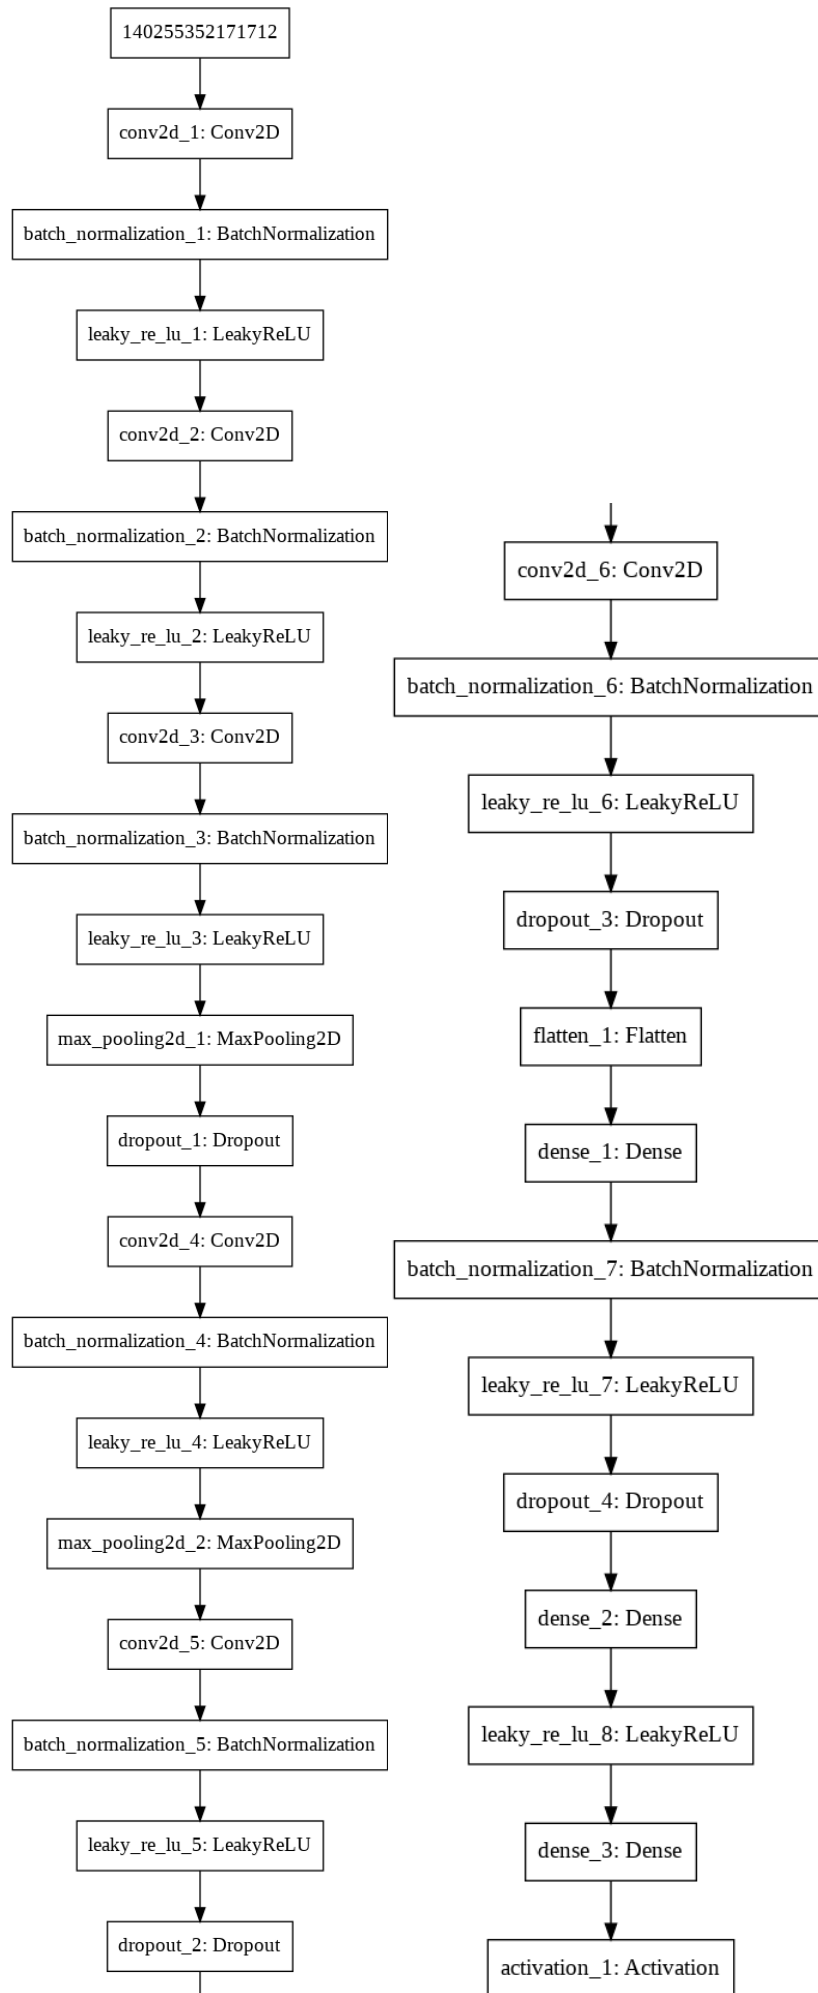 140255352171712
conv2d_1: Conv2D
batch_normalization_1: BatchNormalization
leaky_re_lu_1: LeakyReLU
conv2d_2: Conv2D
batch_normalization_2: BatchNormalization
leaky_re_lu_2: LeakyReLU
conv2d_3: Conv2D
batch_normalization_3: BatchNormalization
leaky_re_lu_3: LeakyReLU
max_pooling2d_1: MaxPooling2D
dropout_1: Dropout
conv2d_4: Conv2D
batch_normalization_4: BatchNormalization
leaky_re_lu_4: LeakyReLU
max_pooling2d_2: MaxPooling2D
conv2d_5: Conv2D
batch_normalization_5: BatchNormalization
leaky_re_lu_5: LeakyReLU
dropout_2: Dropout
conv2d_6: Conv2D
batch_normalization_6: BatchNormalization
leaky_re_lu_6: LeakyReLU
dropout_3: Dropout
flatten_1: Flatten
dense_1: Dense
batch_normalization_7: BatchNormalization
leaky_re_lu_7: LeakyReLU
dropout_4: Dropout
dense_2: Dense
leaky_re_lu_8: LeakyReLU
dense_3: Dense
activation_1: Activation